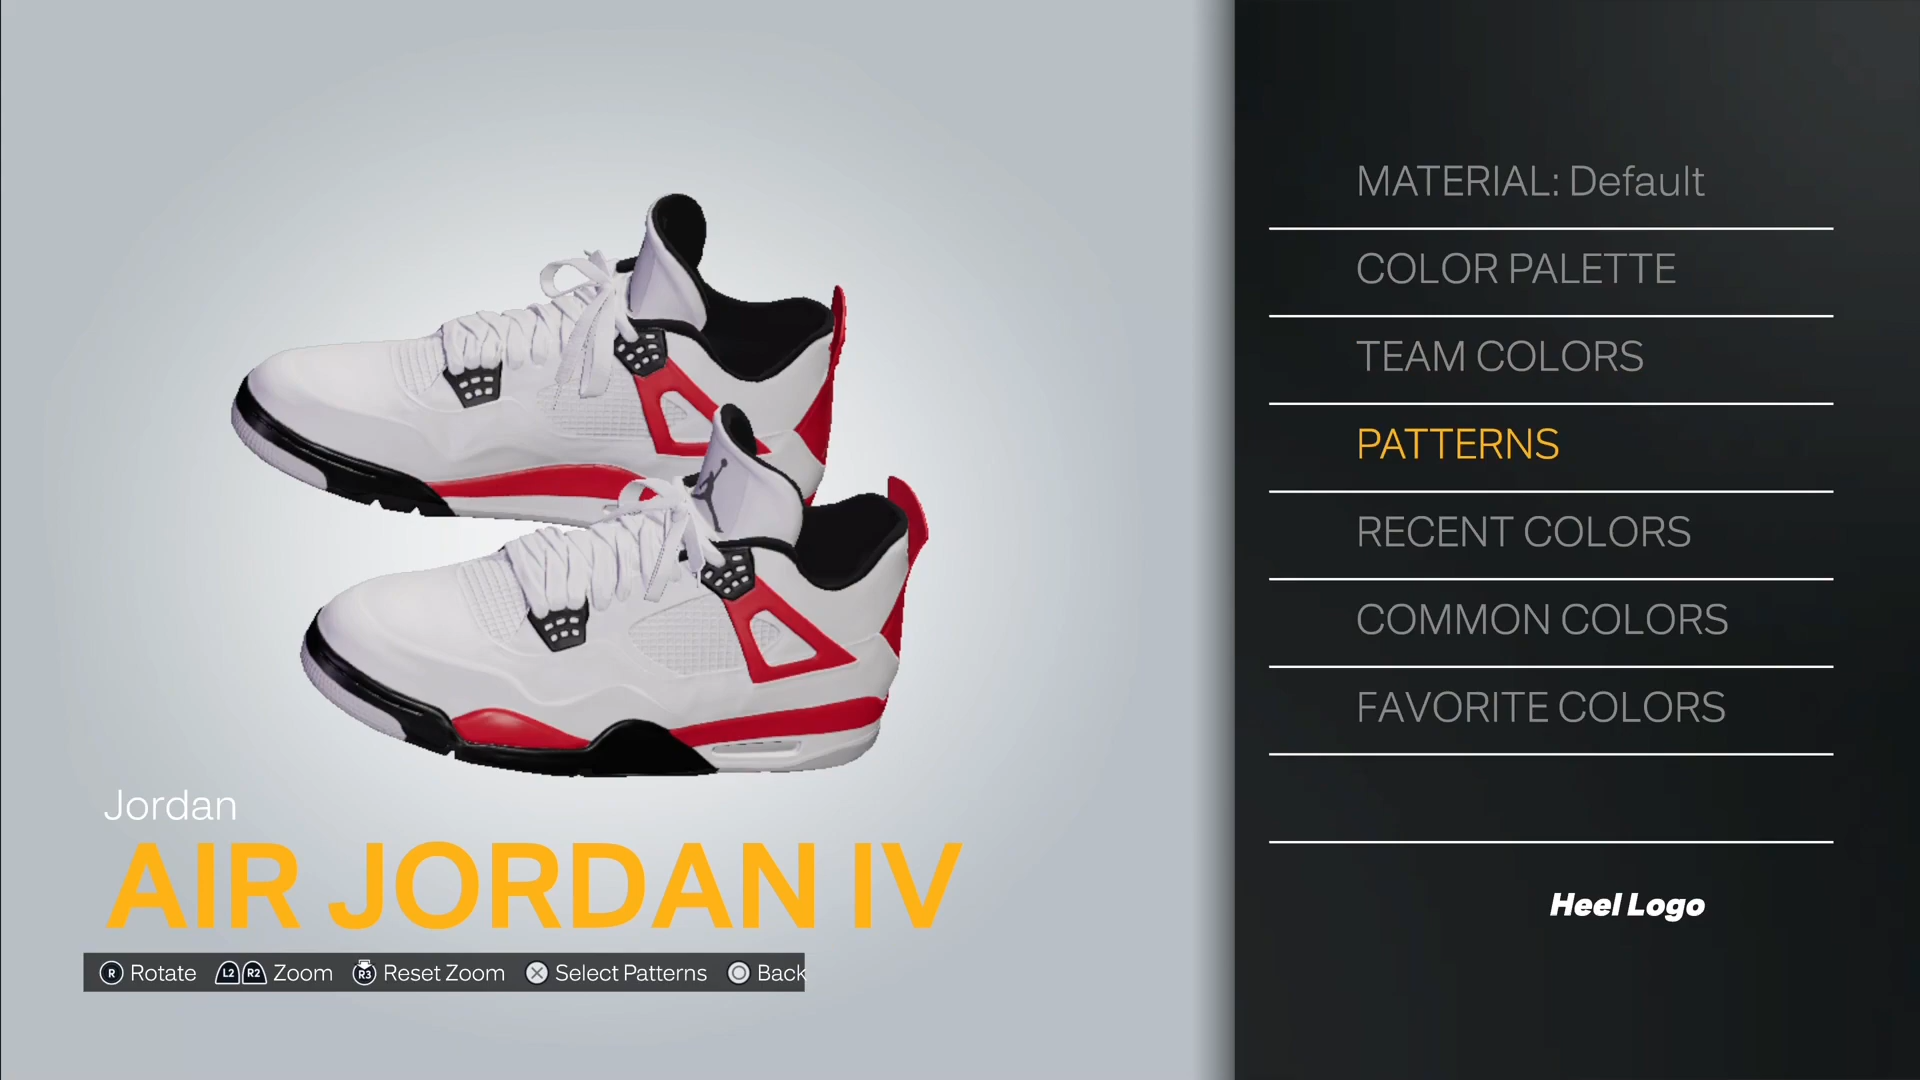 MATERIAL: Default
COLOR PALETTE
TEAM COLORS
PATTERNS
RECENT COLORS
COMMON COLORS
FAVORITE COLORS
Heel Logo
Jordan
AIR JORDAN IV
R Rotate L2 R2 Zoom R3 Reset Zoom Select Patterns Back